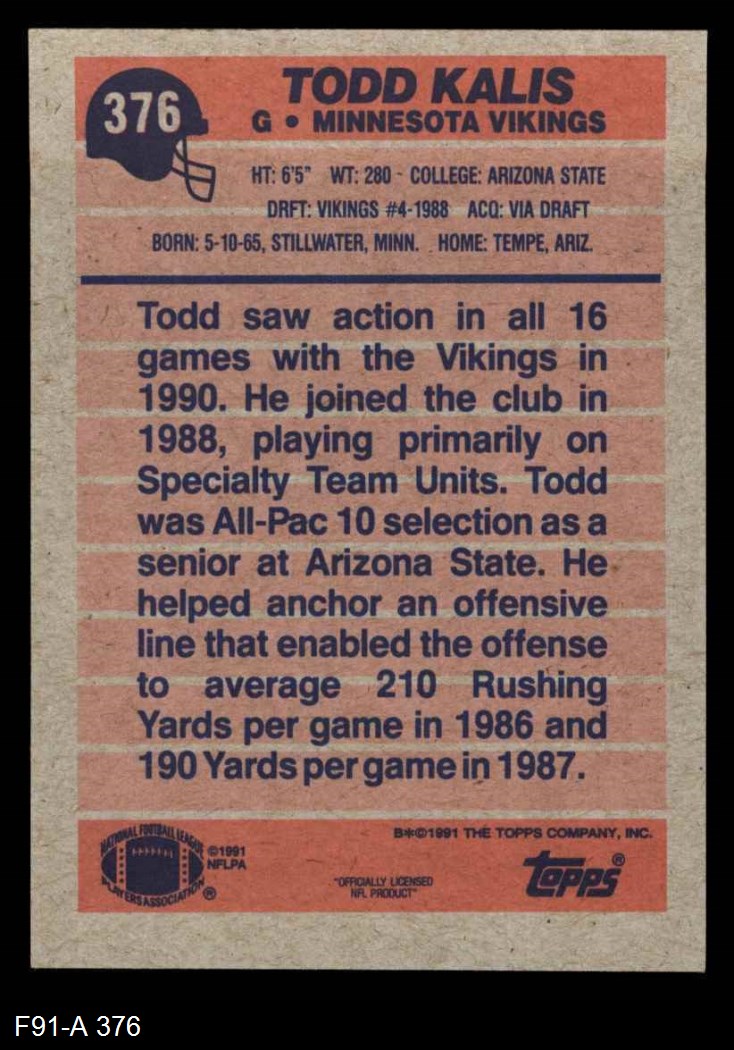 376
TODD KALIS
G • MINNESOTA VIKINGS
HT: 6'5" WT: 280 - COLLEGE: ARIZONA STATE
DRFT: VIKINGS #4-1988 ACQ: VIA DRAFT
BORN: 5-10-65, STILLWATER, MINN. HOME: TEMPE, ARIZ.
Todd saw action in all 16
games with the Vikings in
1990. He joined the club in
1988, playing primarily on
Specialty Team Units. Todd
was All-Pac 10 selection as a
senior at Arizona State. He
helped anchor an offensive
line that enabled the offense
to average 210 Rushing
Yards per game in 1986 and
190 Yards per game in 1987.
NATIONAL FOOTBALL LEAGUE
PLAYERS ASSOCIATION ®
©1991
NFLPA
B*©1991 THE TOPPS COMPANY, INC.
"OFFICIALLY LICENSED
NFL PRODUCT"
topps®
F91-A 376